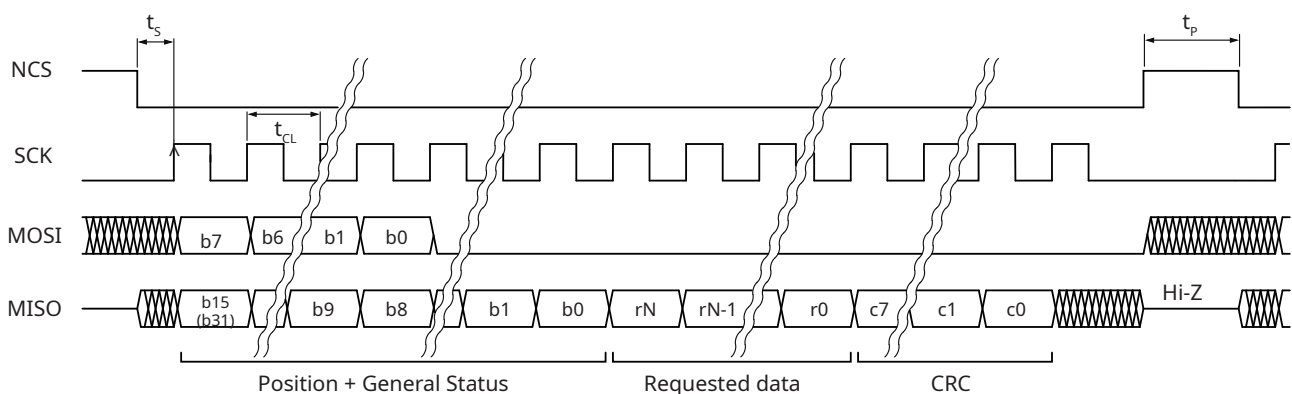 tS
tP
NCS
tCL
SCK
MOSI
b7
b6
b1
b0
MISO
b15
(b31)
b9
b8
b1
b0
rN
rN-1
r0
c7
c1
c0
Hi-Z
Position + General Status
Requested data
CRC